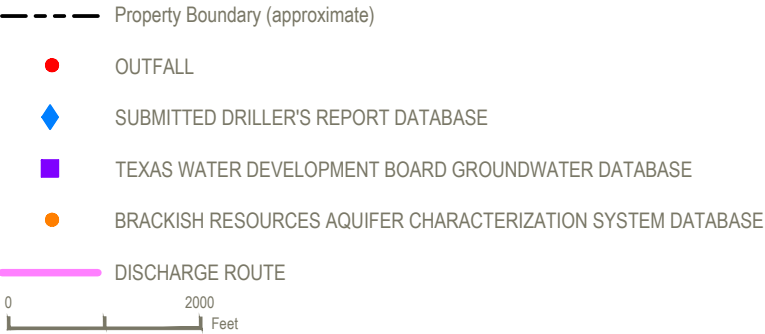 Property Boundary (approximate)
OUTFALL
SUBMITTED DRILLER'S REPORT DATABASE
TEXAS WATER DEVELOPMENT BOARD GROUNDWATER DATABASE
BRACKISH RESOURCES AQUIFER CHARACTERIZATION SYSTEM DATABASE
DISCHARGE ROUTE
0 2000
Feet